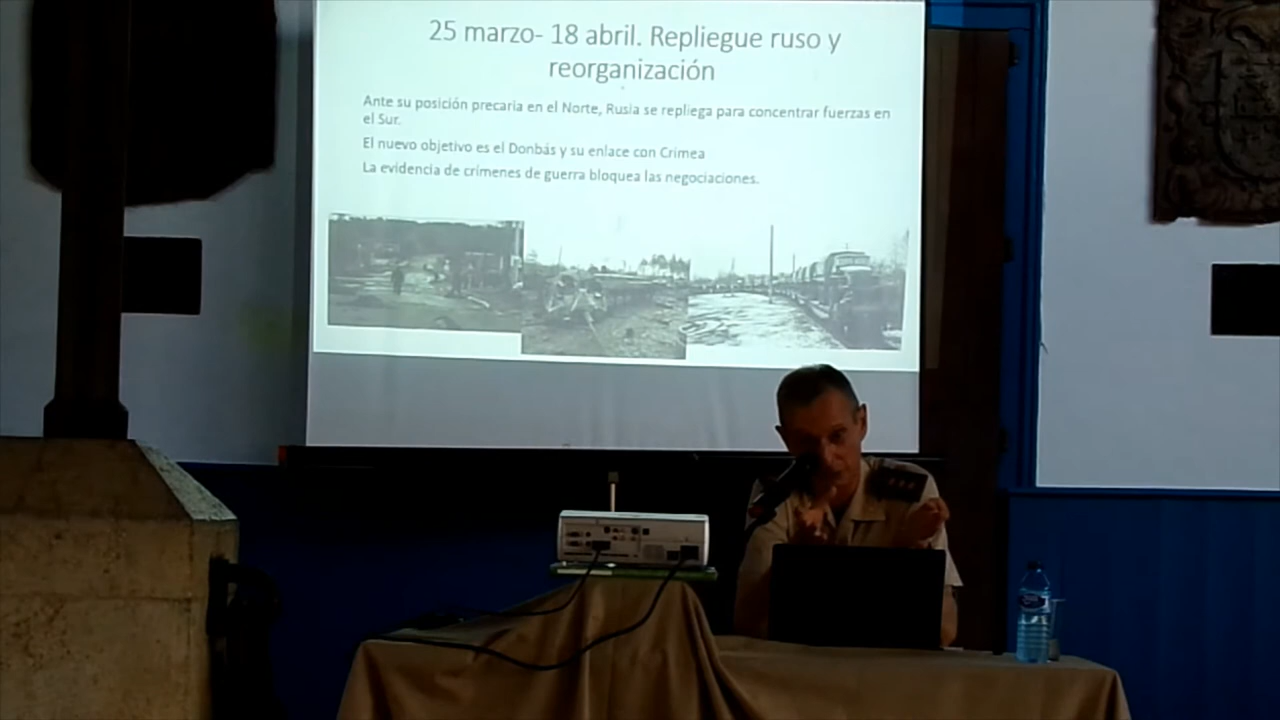 25 marzo- 18 abril. Repliegue ruso y
reorganización
Ante su posición precaria en el Norte, Rusia se repliega para concentrar fuerzas en
el Sur.
El nuevo objetivo es el Donbás y su enlace con Crimea
La evidencia de crímenes de guerra bloquea las negociaciones.